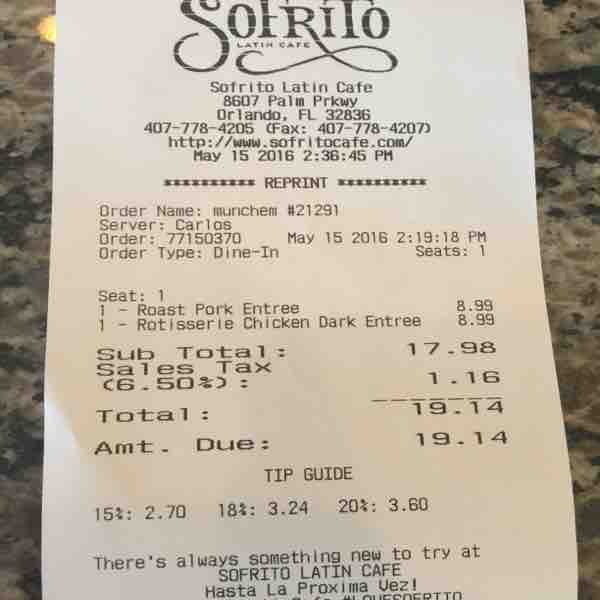 SOFRITO
LATIN CAFE
Sofrito Latin Cafe
8607 Palm Prkwy
Orlando, FL 32836
407-778-4205 (Fax: 407-778-4207)
http://www.sofritocafe.com/
May 15 2016 2:36:45 PM
********** REPRINT **********
Order Name: munchem #21291
Server: Carlos
Order: 77150370 May 15 2016 2:19:18 PM
Order Type: Dine-In Seats: 1
Seat: 1
1 - Roast Pork Entree 8.99
1 - Rotisserie Chicken Dark Entree 8.99
Sub Total: 17.98
Sales Tax
(6.50%): 1.16
Total: 19.14
Amt. Due: 19.14
TIP GUIDE
15%: 2.70 18%: 3.24 20%: 3.60
There's always something new to try at
SOFRITO LATIN CAFE
Hasta La Proxima Vez!
#LOVESOFRITO